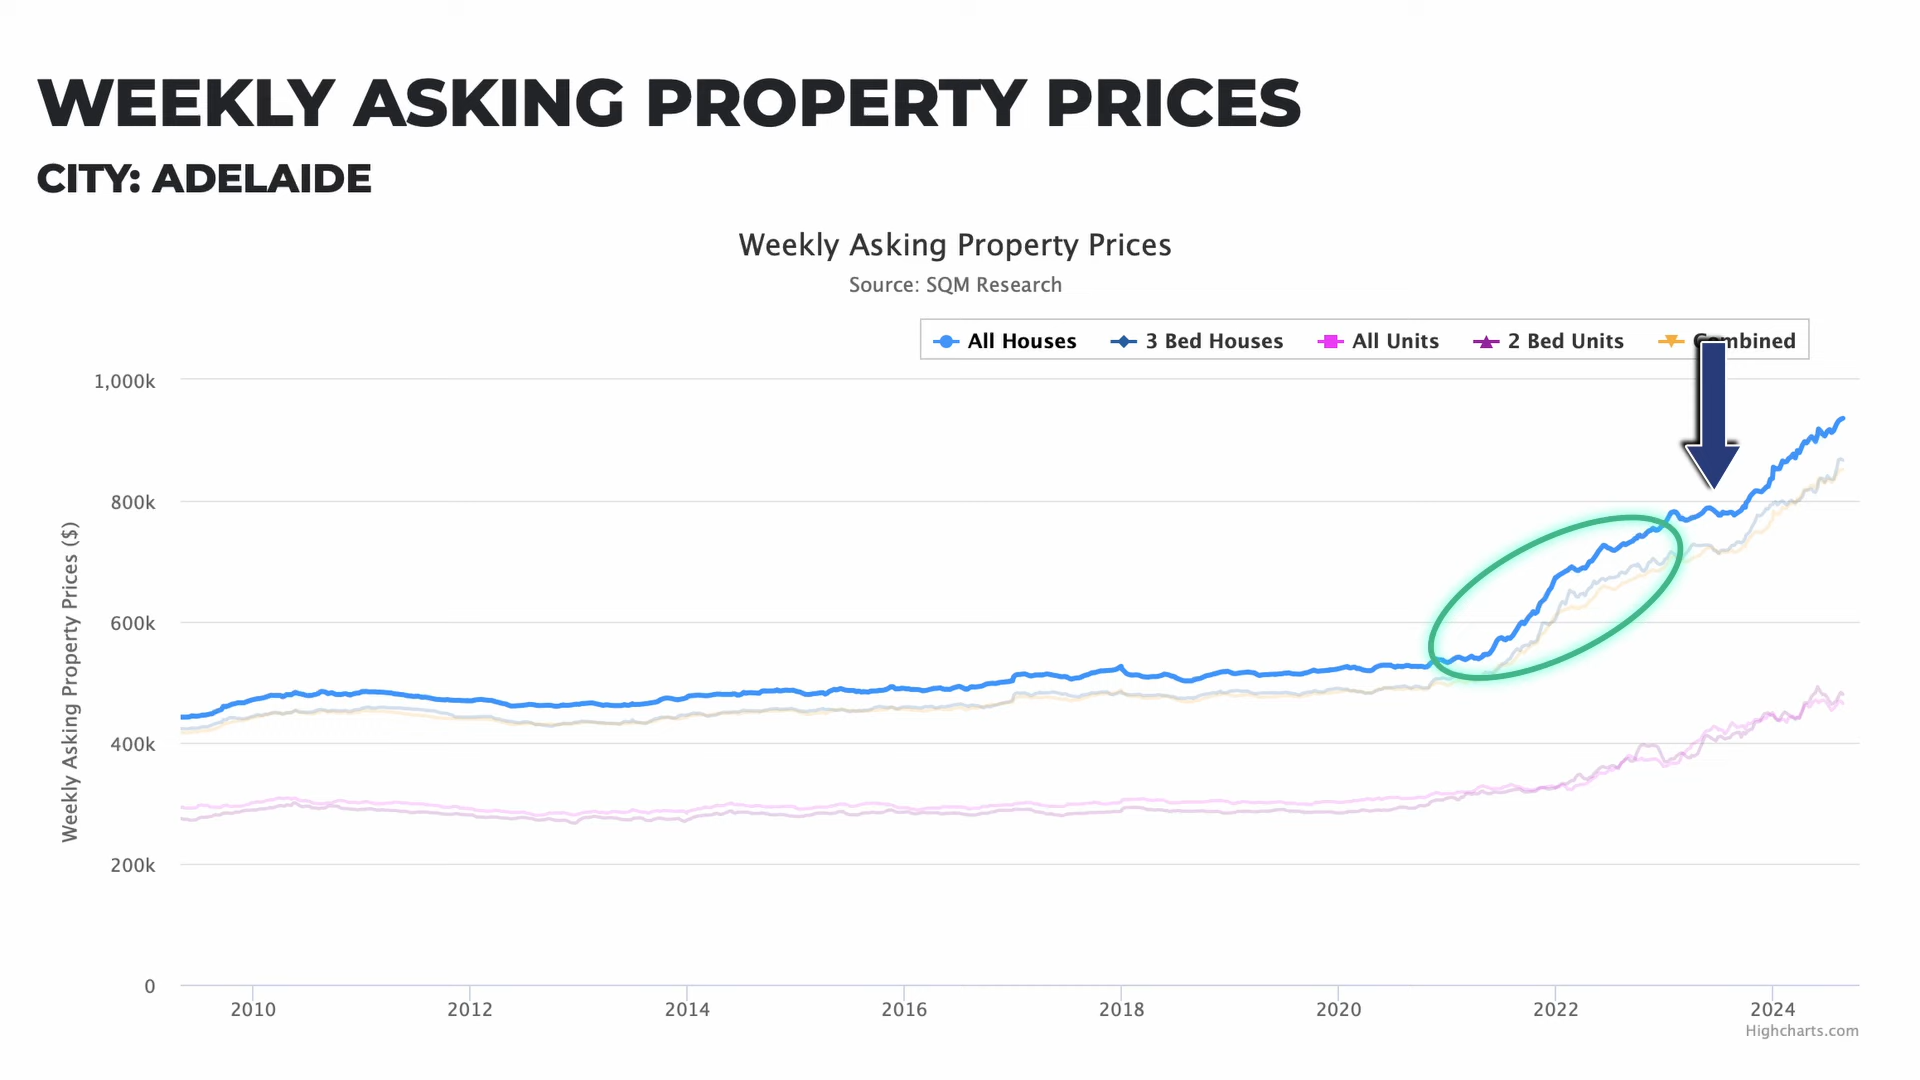 WEEKLY ASKING PROPERTY PRICES
CITY: ADELAIDE
Weekly Asking Property Prices
Source: SQM Research
All Houses 3 Bed Houses All Units 2 Bed Units Combined
Weekly Asking Property Prices ($)
1,000k
800k
600k
400k
200k
0
2010 2012 2014 2016 2018 2020 2022 2024
Highcharts.com